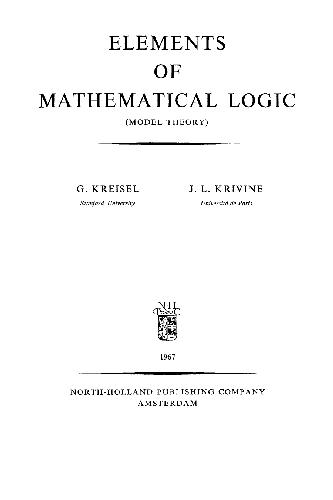 ELEMENTS
OF
MATHEMATICAL LOGIC
(MODEL THEORY)
G. KREISEL
J. L. KRIVINE
Stanford University
Université de Paris
1967
NORTH-HOLLAND PUBLISHING COMPANY
AMSTERDAM